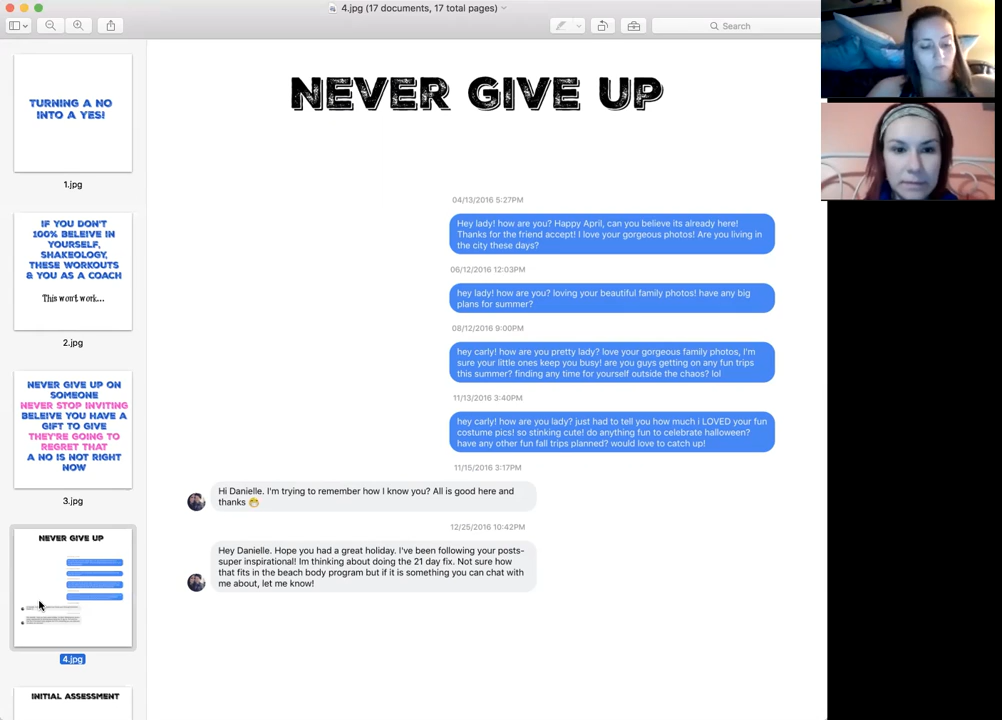 4.jpg (17 documents, 17 total pages)
Search
TURNING A NO
INTO A YES!
1.jpg
IF YOU DON'T
100% BELEIVE IN
YOURSELF,
SHAKEOLOGY,
THESE WORKOUTS
& YOU AS A COACH
This won't work...
2.jpg
NEVER GIVE UP ON
SOMEONE
NEVER STOP INVITING
BELEIVE YOU HAVE A
GIFT TO GIVE
THEY'RE GOING TO
REGRET THAT
A NO IS NOT RIGHT
NOW
3.jpg
NEVER GIVE UP
4.jpg
INITIAL ASSESSMENT
NEVER GIVE UP
04/13/2016 5:27PM
Hey lady! how are you? Happy April, can you believe its already here!
Thanks for the friend accept! I love your gorgeous photos! Are you living in
the city these days?
06/12/2016 12:03PM
hey lady! how are you? loving your beautiful family photos! have any big
plans for summer?
08/12/2016 9:00PM
hey carly! how are you pretty lady? love your gorgeous family photos, I'm
sure your little ones keep you busy! are you guys getting on any fun trips
this summer? finding any time for yourself outside the chaos? lol
11/13/2016 3:40PM
hey carly! how are you lady? just had to tell you how much i LOVED your fun
costume pics! so stinking cute! do anything fun to celebrate halloween?
have any other fun fall trips planned? would love to catch up!
11/15/2016 3:17PM
Hi Danielle. I'm trying to remember how I know you? All is good here and
thanks 😁
12/25/2016 10:42PM
Hey Danielle. Hope you had a great holiday. I've been following your posts-
super inspirational! Im thinking about doing the 21 day fix. Not sure how
that fits in the beach body program but if it is something you can chat with
me about, let me know!